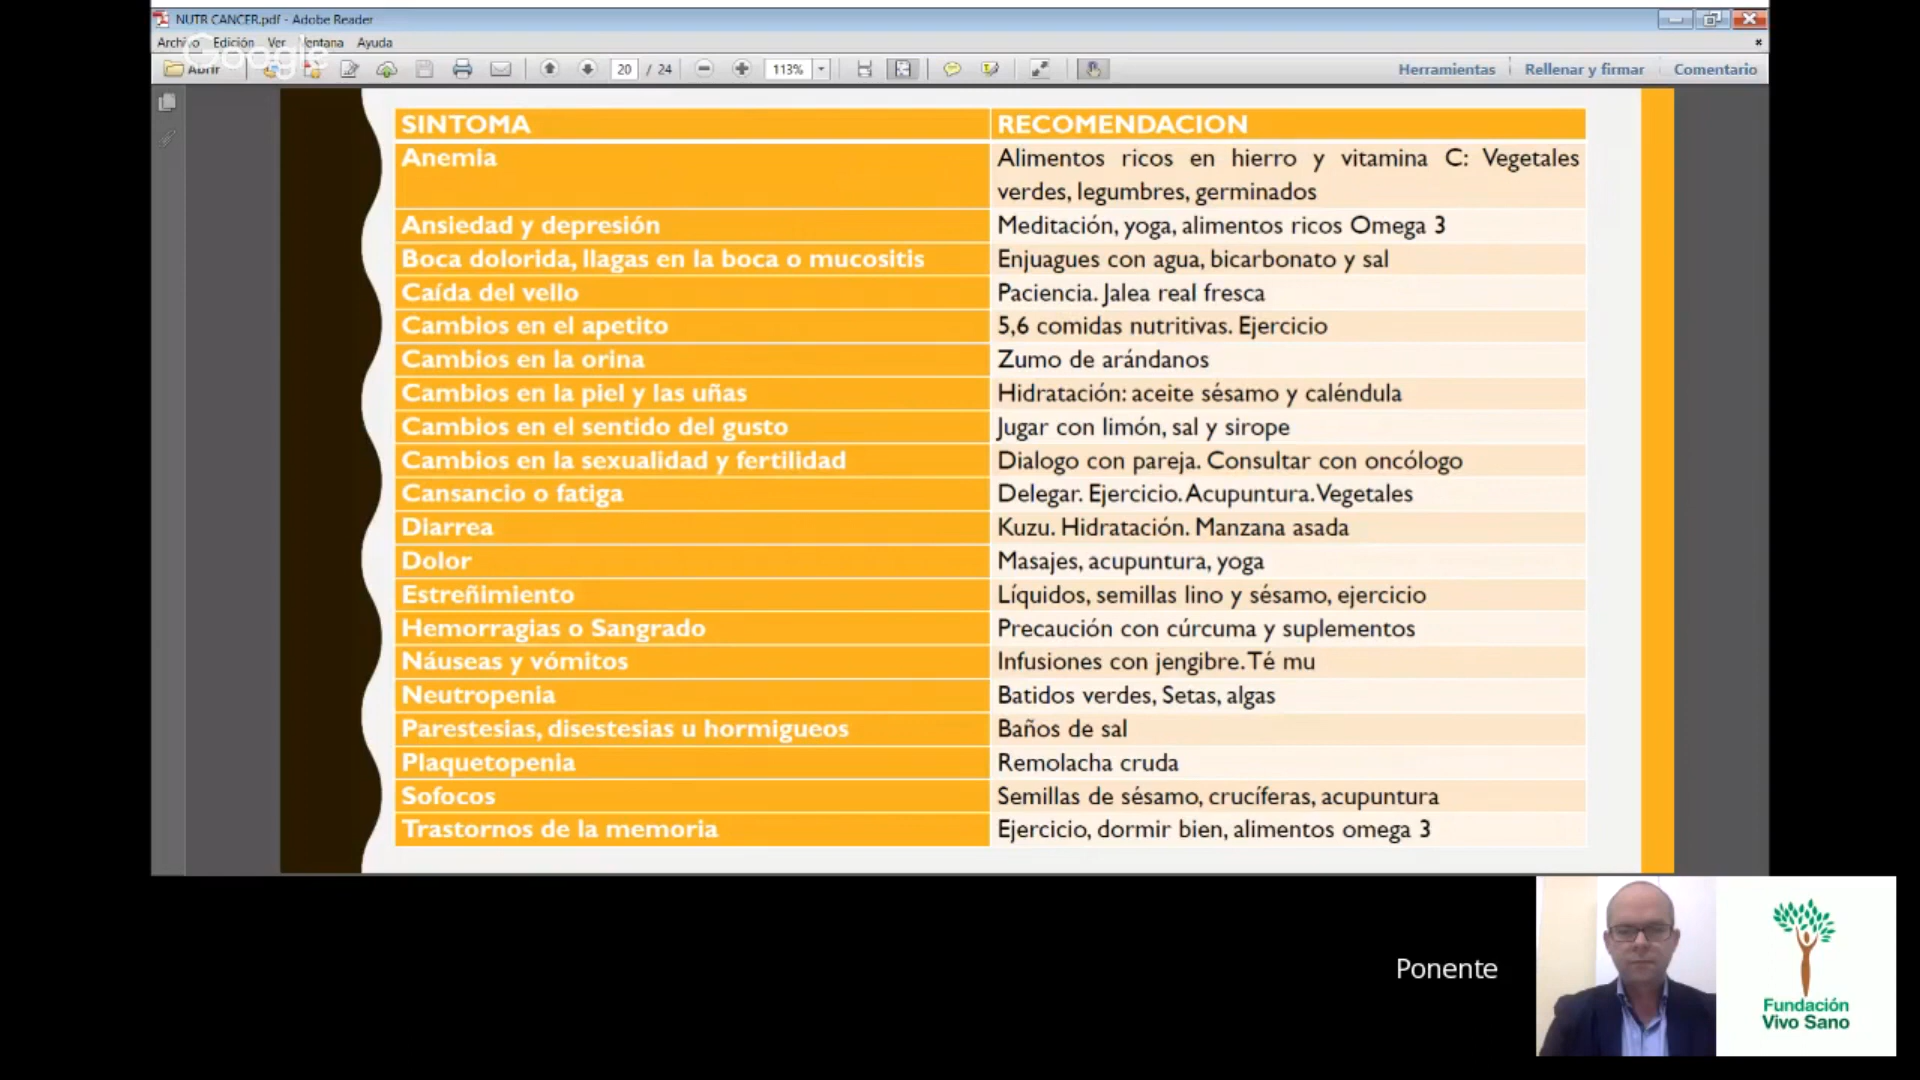 NUTR CANCER.pdf - Adobe Reader
Archivo Edición Ver Ventana Ayuda
Google
Abrir 20 / 24 113% Herramientas Rellenar y firmar Comentario
SINTOMA RECOMENDACION
Anemia Alimentos ricos en hierro y vitamina C: Vegetales
verdes, legumbres, germinados
Ansiedad y depresión Meditación, yoga, alimentos ricos Omega 3
Boca dolorida, llagas en la boca o mucositis Enjuagues con agua, bicarbonato y sal
Caída del vello Paciencia. Jalea real fresca
Cambios en el apetito 5,6 comidas nutritivas. Ejercicio
Cambios en la orina Zumo de arándanos
Cambios en la piel y las uñas Hidratación: aceite sésamo y caléndula
Cambios en el sentido del gusto Jugar con limón, sal y sirope
Cambios en la sexualidad y fertilidad Dialogo con pareja. Consultar con oncólogo
Cansancio o fatiga Delegar. Ejercicio. Acupuntura. Vegetales
Diarrea Kuzu. Hidratación. Manzana asada
Dolor Masajes, acupuntura, yoga
Estreñimiento Líquidos, semillas lino y sésamo, ejercicio
Hemorragias o Sangrado Precaución con cúrcuma y suplementos
Náuseas y vómitos Infusiones con jengibre. Té mu
Neutropenia Batidos verdes, Setas, algas
Parestesias, disestesias u hormigueos Baños de sal
Plaquetopenia Remolacha cruda
Sofocos Semillas de sésamo, crucíferas, acupuntura
Trastornos de la memoria Ejercicio, dormir bien, alimentos omega 3
Ponente
Fundación
Vivo Sano